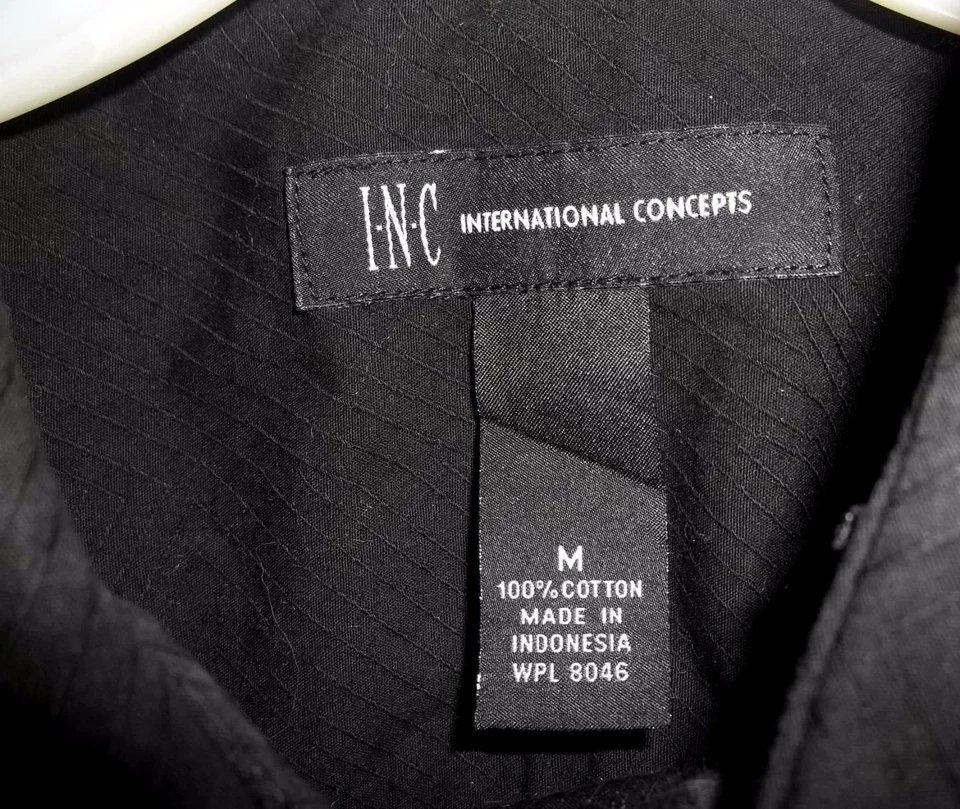 I·N·C INTERNATIONAL CONCEPTS
M
100% COTTON
MADE IN
INDONESIA
WPL 8046